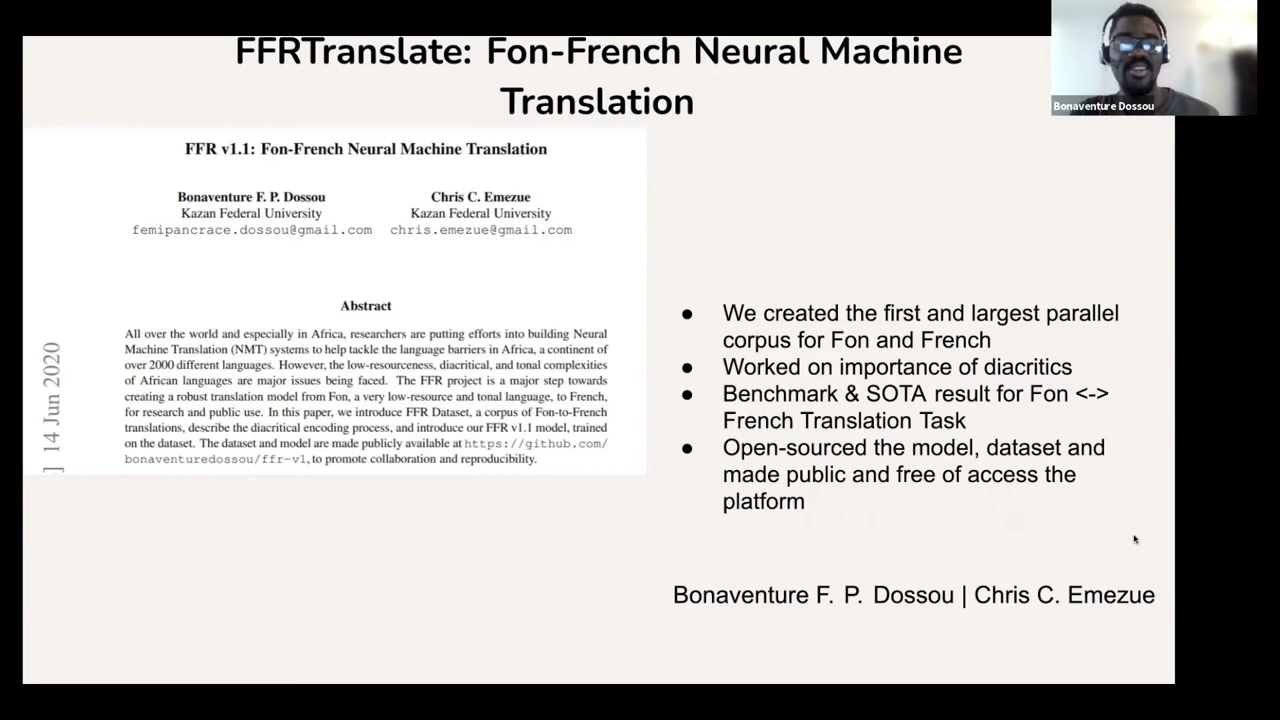 FFRTranslate: Fon-French Neural Machine
Translation
Bonaventure Dossou
FFR v1.1: Fon-French Neural Machine Translation
Bonaventure F. P. Dossou
Kazan Federal University
femipancrace.dossou@gmail.com
Chris C. Emezue
Kazan Federal University
chris.emezue@gmail.com
Abstract
All over the world and especially in Africa, researchers are putting efforts into building Neural
Machine Translation (NMT) systems to help tackle the language barriers in Africa, a continent of
over 2000 different languages. However, the low-resourceness, diacritical, and tonal complexities
of African languages are major issues being faced. The FFR project is a major step towards
creating a robust translation model from Fon, a very low-resource and tonal language, to French,
for research and public use. In this paper, we introduce FFR Dataset, a corpus of Fon-to-French
translations, describe the diacritical encoding process, and introduce our FFR v1.1 model, trained
on the dataset. The dataset and model are made publicly available at https://github.com/
bonaventuredossou/ffr-v1, to promote collaboration and reproducibility.
] 14 Jun 2020
● We created the first and largest parallel
corpus for Fon and French
● Worked on importance of diacritics
● Benchmark & SOTA result for Fon <->
French Translation Task
● Open-sourced the model, dataset and
made public and free of access the
platform
Bonaventure F. P. Dossou | Chris C. Emezue